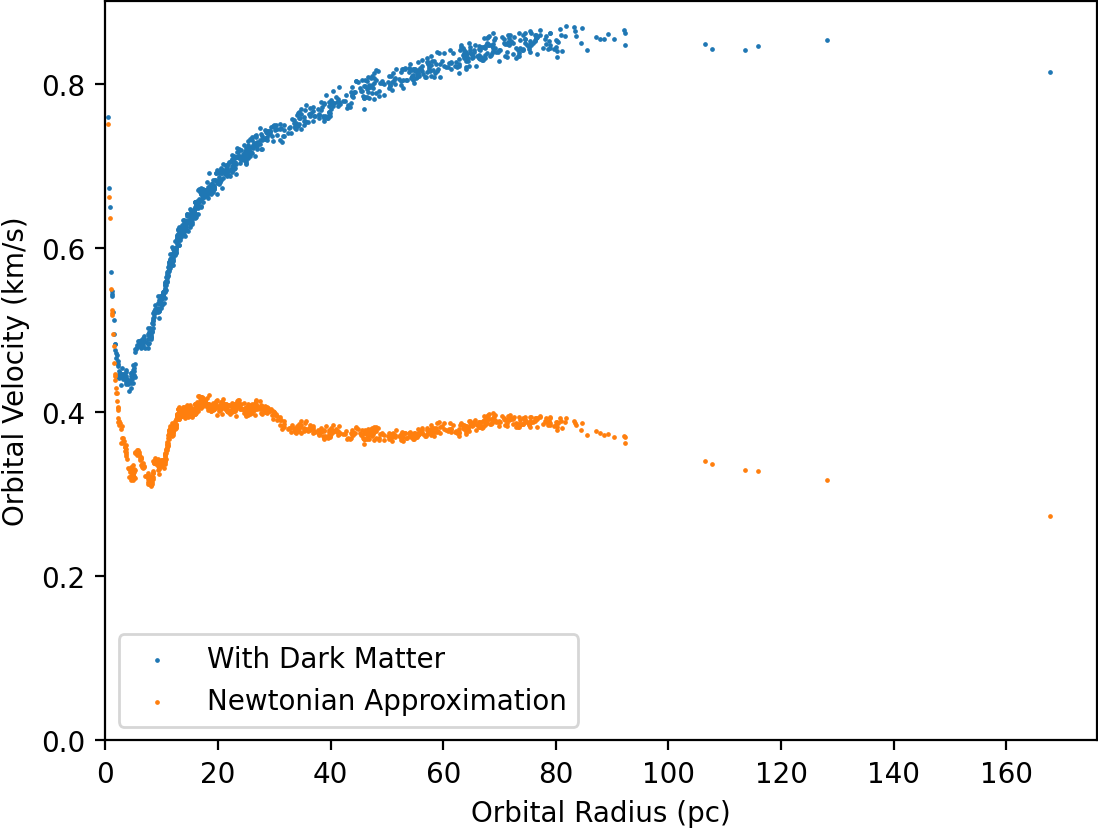 0.8
0.6
0.4
0.2
0.0
Orbital Velocity (km/s)
With Dark Matter
Newtonian Approximation
0 20 40 60 80 100 120 140 160
Orbital Radius (pc)